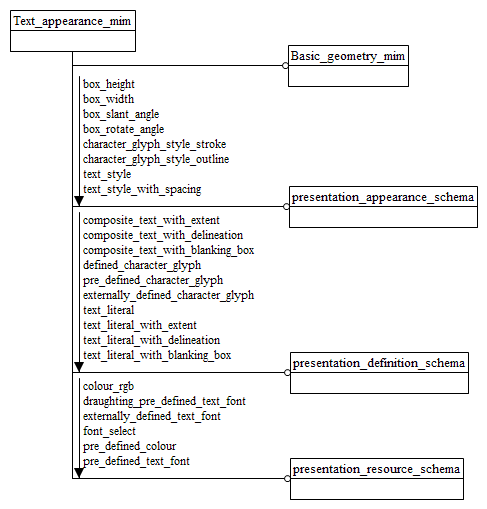 Text_appearance_mim
Basic_geometry_mim
box_height
box_width
box_slant_angle
box_rotate_angle
character_glyph_style_stroke
character_glyph_style_outline
text_style
text_style_with_spacing
presentation_appearance_schema
composite_text_with_extent
composite_text_with_delineation
composite_text_with_blanking_box
defined_character_glyph
pre_defined_character_glyph
externally_defined_character_glyph
text_literal
text_literal_with_extent
text_literal_with_delineation
text_literal_with_blanking_box
presentation_definition_schema
colour_rgb
draughting_pre_defined_text_font
externally_defined_text_font
font_select
pre_defined_colour
pre_defined_text_font
presentation_resource_schema